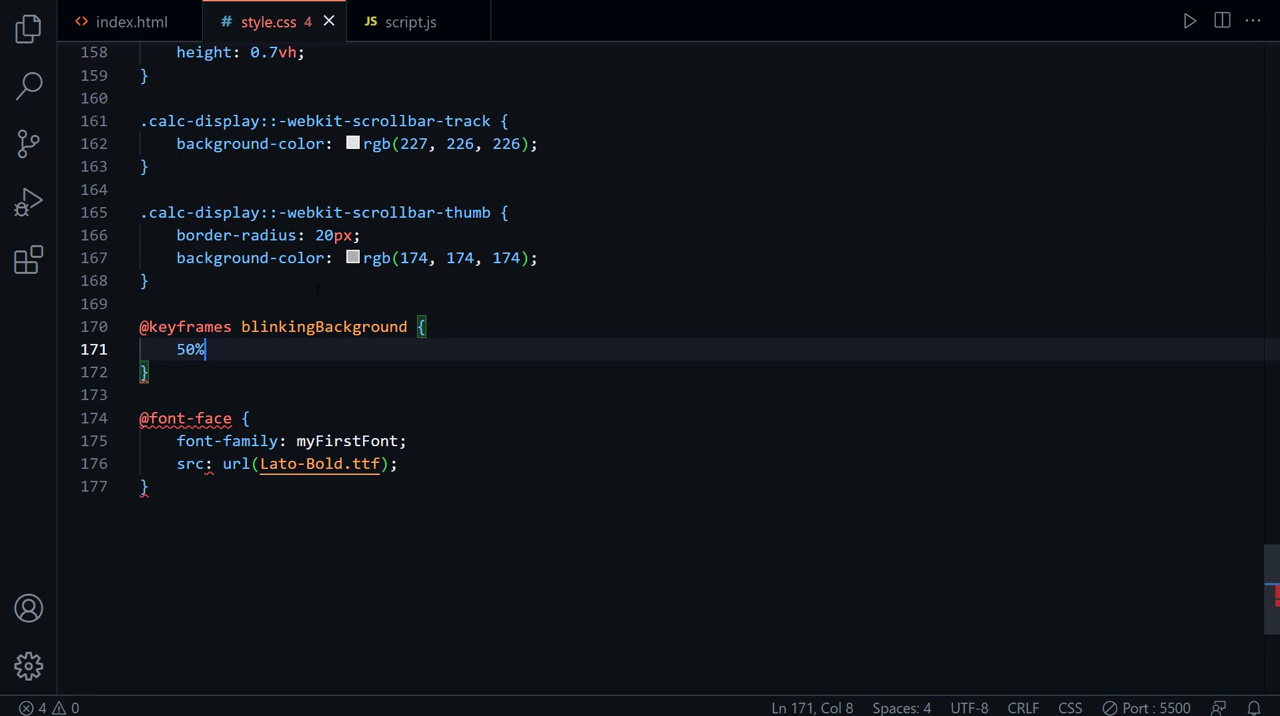 index.html # style.css 4 JS script.js
158 height: 0.7vh;
159 }
160
161 .calc-display::-webkit-scrollbar-track {
162 background-color: rgb(227, 226, 226);
163 }
164
165 .calc-display::-webkit-scrollbar-thumb {
166 border-radius: 20px;
167 background-color: rgb(174, 174, 174);
168 }
169
170 @keyframes blinkingBackground {
171 50%
172 }
173
174 @font-face {
175 font-family: myFirstFont;
176 src: url(Lato-Bold.ttf);
177 }
4 0 Ln 171, Col 8 Spaces: 4 UTF-8 CRLF CSS Port : 5500